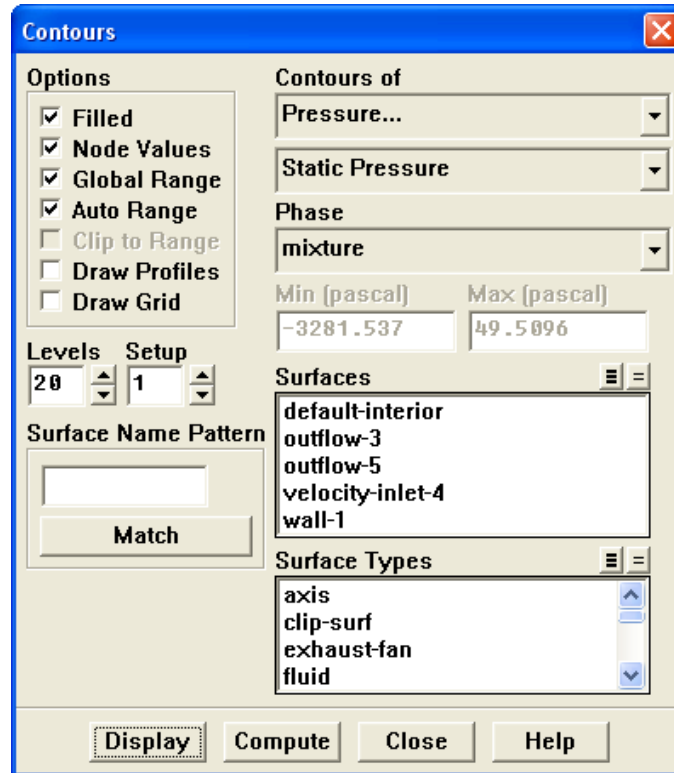 Contours
Options
Filled
Node Values
Global Range
Auto Range
Clip to Range
Draw Profiles
Draw Grid
Levels Setup
20 1
Surface Name Pattern
Match
Contours of
Pressure...
Static Pressure
Phase
mixture
Min (pascal) Max (pascal)
-3281.537 49.5096
Surfaces
default-interior
outflow-3
outflow-5
velocity-inlet-4
wall-1
Surface Types
axis
clip-surf
exhaust-fan
fluid
Display Compute Close Help